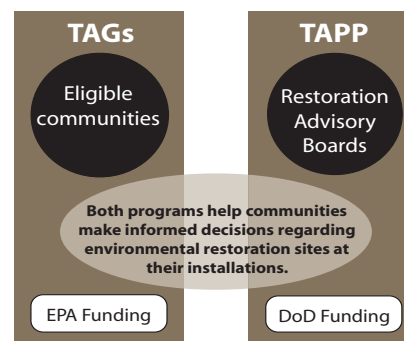 TAGs
Eligible
communities
TAPP
Restoration
Advisory
Boards
Both programs help communities
make informed decisions regarding
environmental restoration sites at
their installations.
EPA Funding
DoD Funding